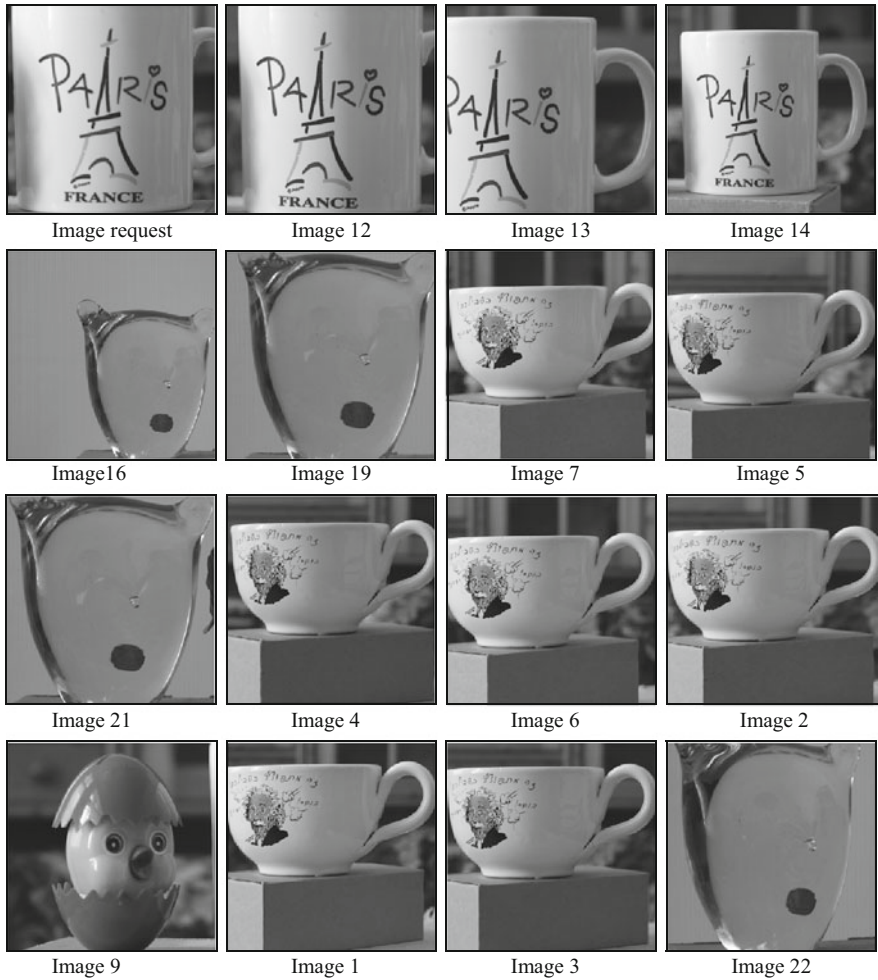 PARIS
FRANCE
PARIS
FRANCE
PARIS
PARIS
FRANCE
Image request
Image 12
Image 13
Image 14
Image16
Image 19
Image 7
Image 5
Image 21
Image 4
Image 6
Image 2
Image 9
Image 1
Image 3
Image 22